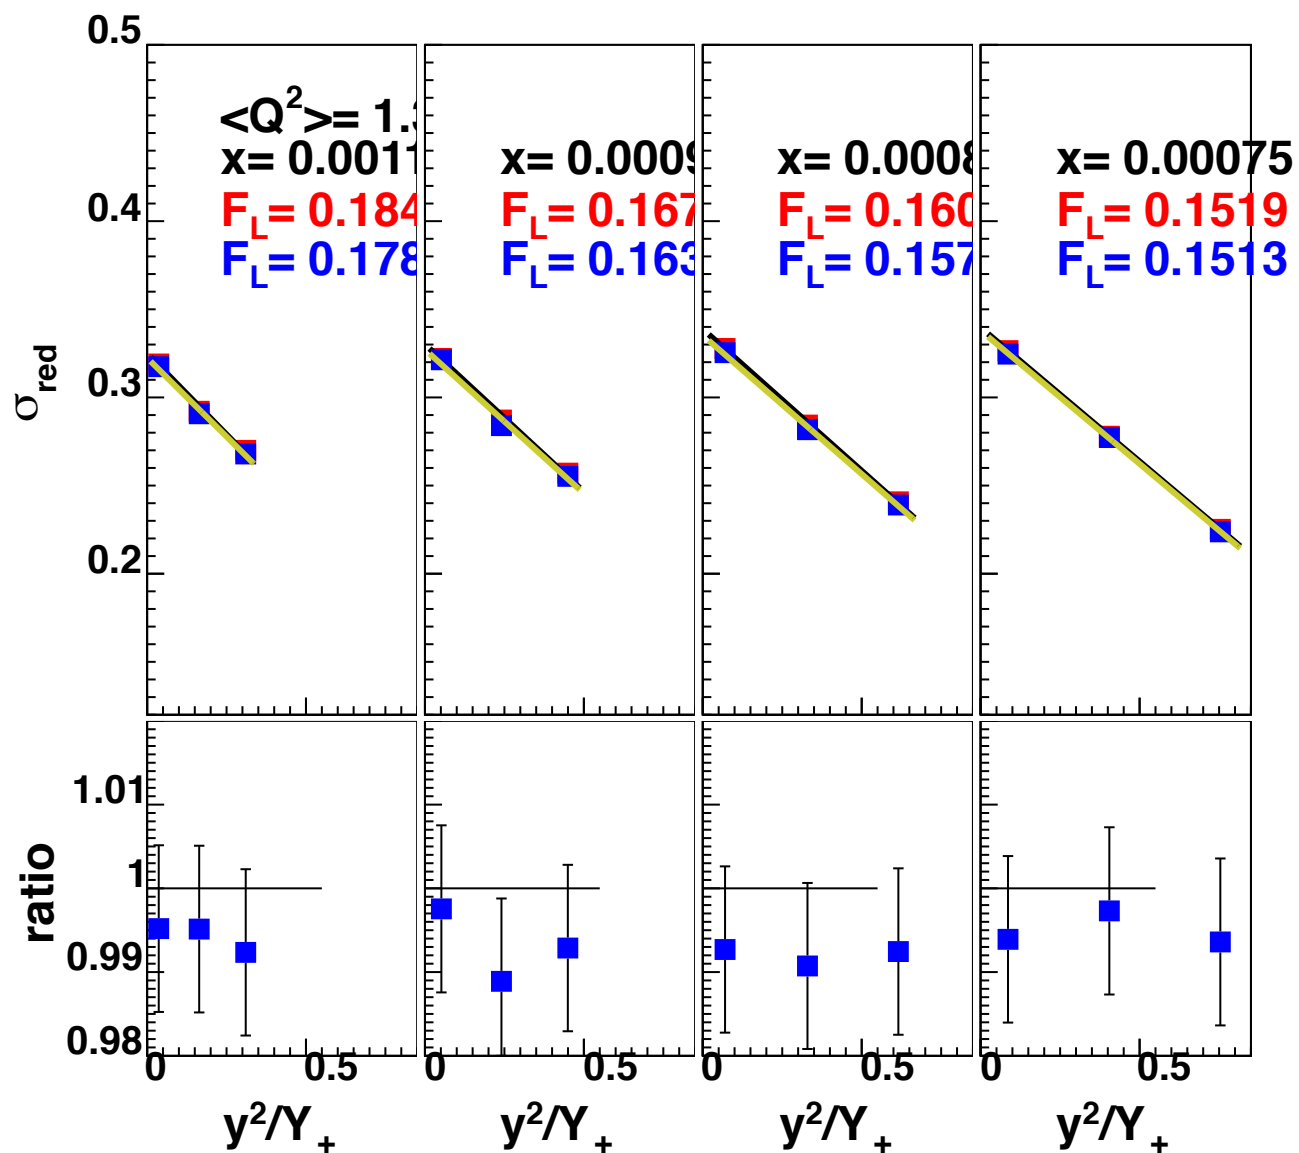 0.5
0.4
0.3
0.2
σred
<Q2>= 1.3
x= 0.0011
FL= 0.184
FL= 0.178
x= 0.0009
FL= 0.167
FL= 0.163
x= 0.0008
FL= 0.160
FL= 0.157
x= 0.00075
FL= 0.1519
FL= 0.1513
1.01
1
0.99
0.98
ratio
0 0.5 0 0.5 0 0.5 0 0.5
y2/Y+ y2/Y+ y2/Y+ y2/Y+